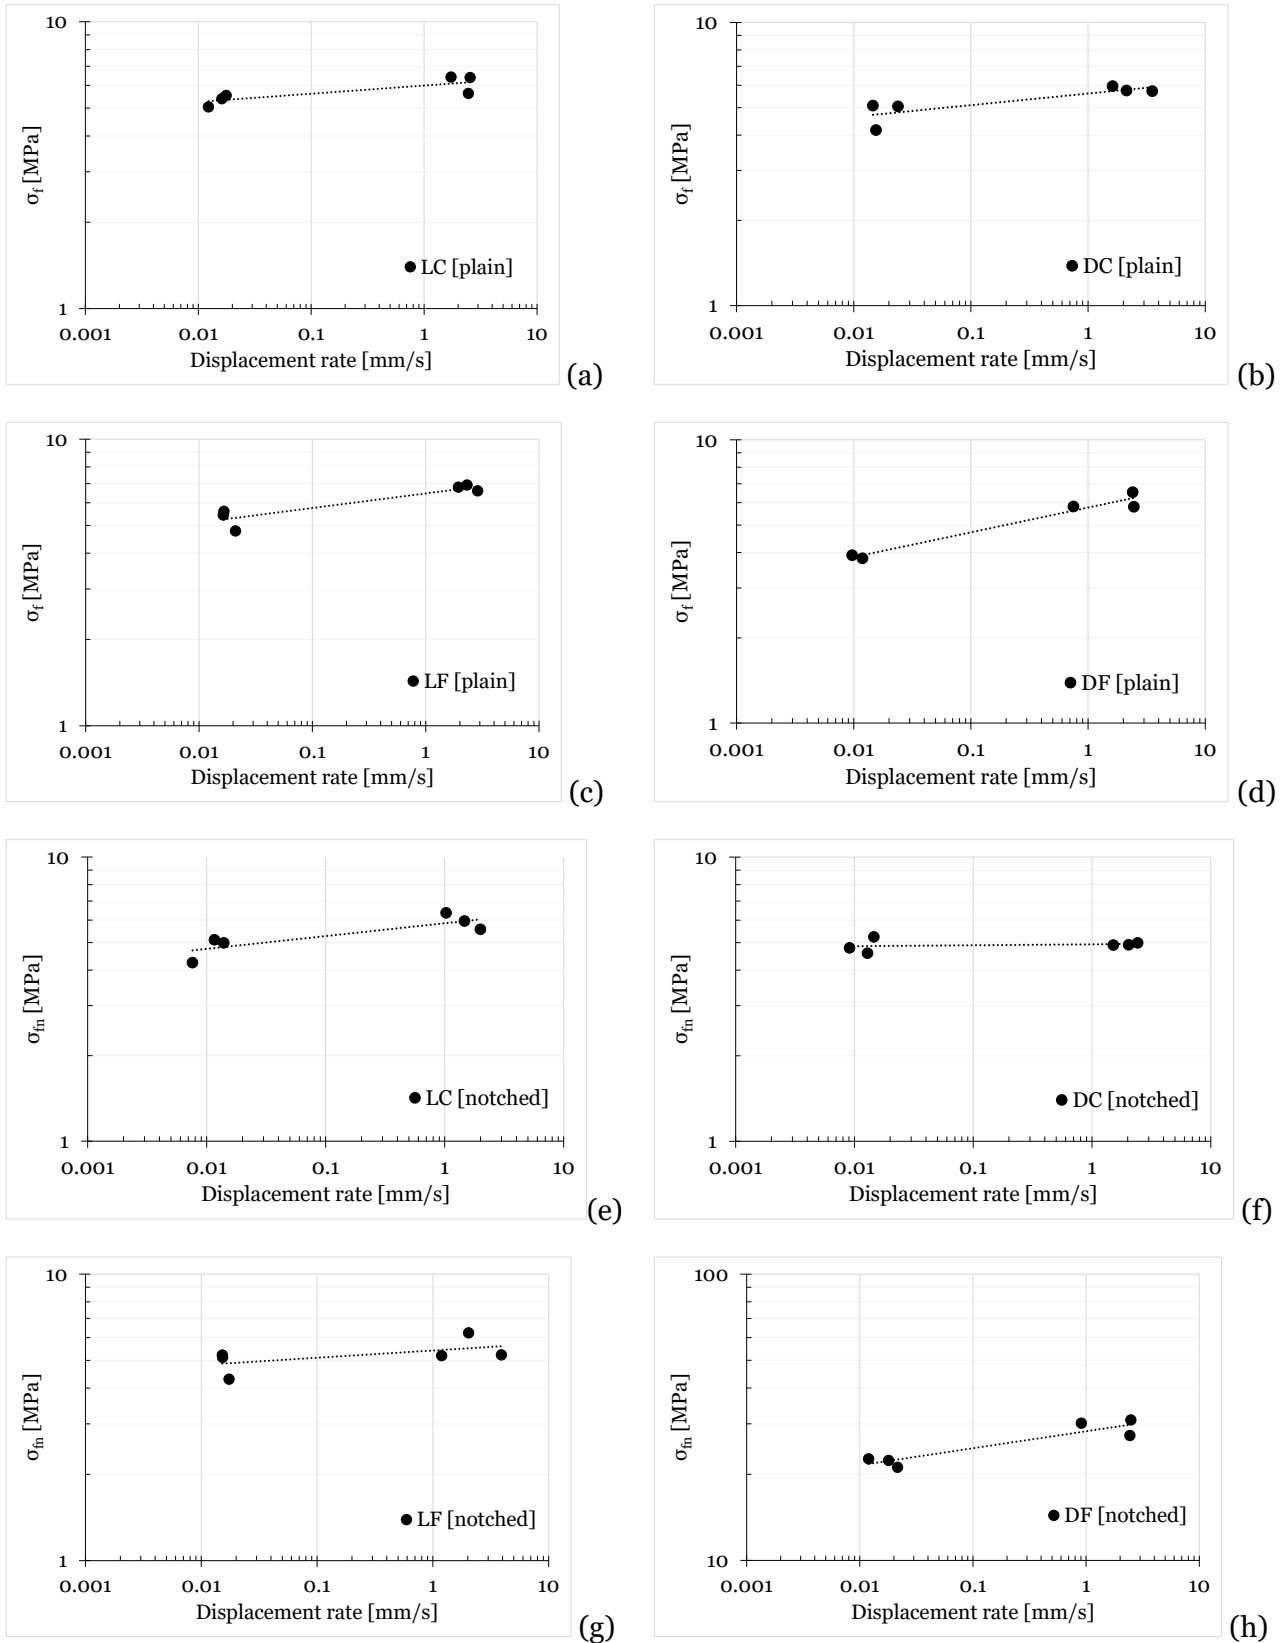 10
σf [MPa]
LC [plain]
1
0.001 0.01 0.1 1 10
Displacement rate [mm/s]
(a)
10
σf [MPa]
DC [plain]
1
0.001 0.01 0.1 1 10
Displacement rate [mm/s]
(b)
10
σf [MPa]
LF [plain]
1
0.001 0.01 0.1 1 10
Displacement rate [mm/s]
(c)
10
σf [MPa]
DF [plain]
1
0.001 0.01 0.1 1 10
Displacement rate [mm/s]
(d)
10
σfn [MPa]
LC [notched]
1
0.001 0.01 0.1 1 10
Displacement rate [mm/s]
(e)
10
σfn [MPa]
DC [notched]
1
0.001 0.01 0.1 1 10
Displacement rate [mm/s]
(f)
10
σfn [MPa]
LF [notched]
1
0.001 0.01 0.1 1 10
Displacement rate [mm/s]
(g)
100
σfn [MPa]
DF [notched]
10
0.001 0.01 0.1 1 10
Displacement rate [mm/s]
(h)